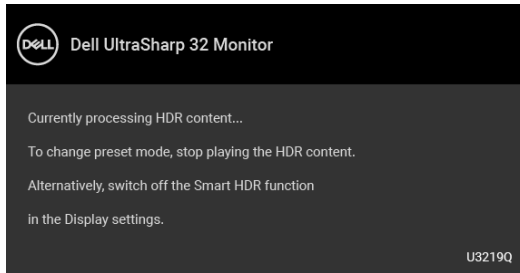 DELL
Dell UltraSharp 32 Monitor
Currently processing HDR content...
To change preset mode, stop playing the HDR content.
Alternatively, switch off the Smart HDR function
in the Display settings.
U3219Q